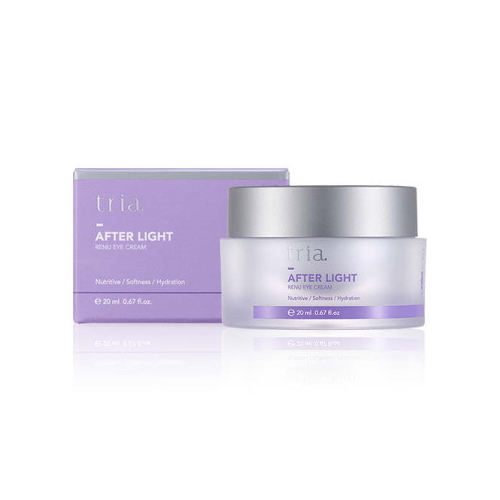 tria.
AFTER LIGHT
RENU EYE CREAM
Nutritive / Softness / Hydration
℮ 20 ml 0.67 fl.oz.
tria.
AFTER LIGHT
RENU EYE CREAM
Nutritive / Softness / Hydration
℮ 20 ml 0.67 fl.oz